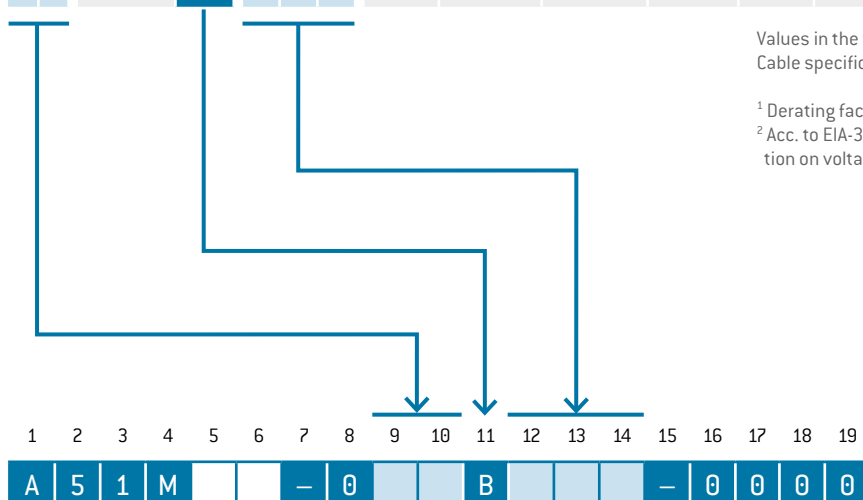 Values in the
Cable specific
¹ Derating fac
² Acc. to EIA-3
tion on volta
1 2 3 4 5 6 7 8 9 10 11 12 13 14 15 16 17 18 19
A 5 1 M – 0 B – 0 0 0 0